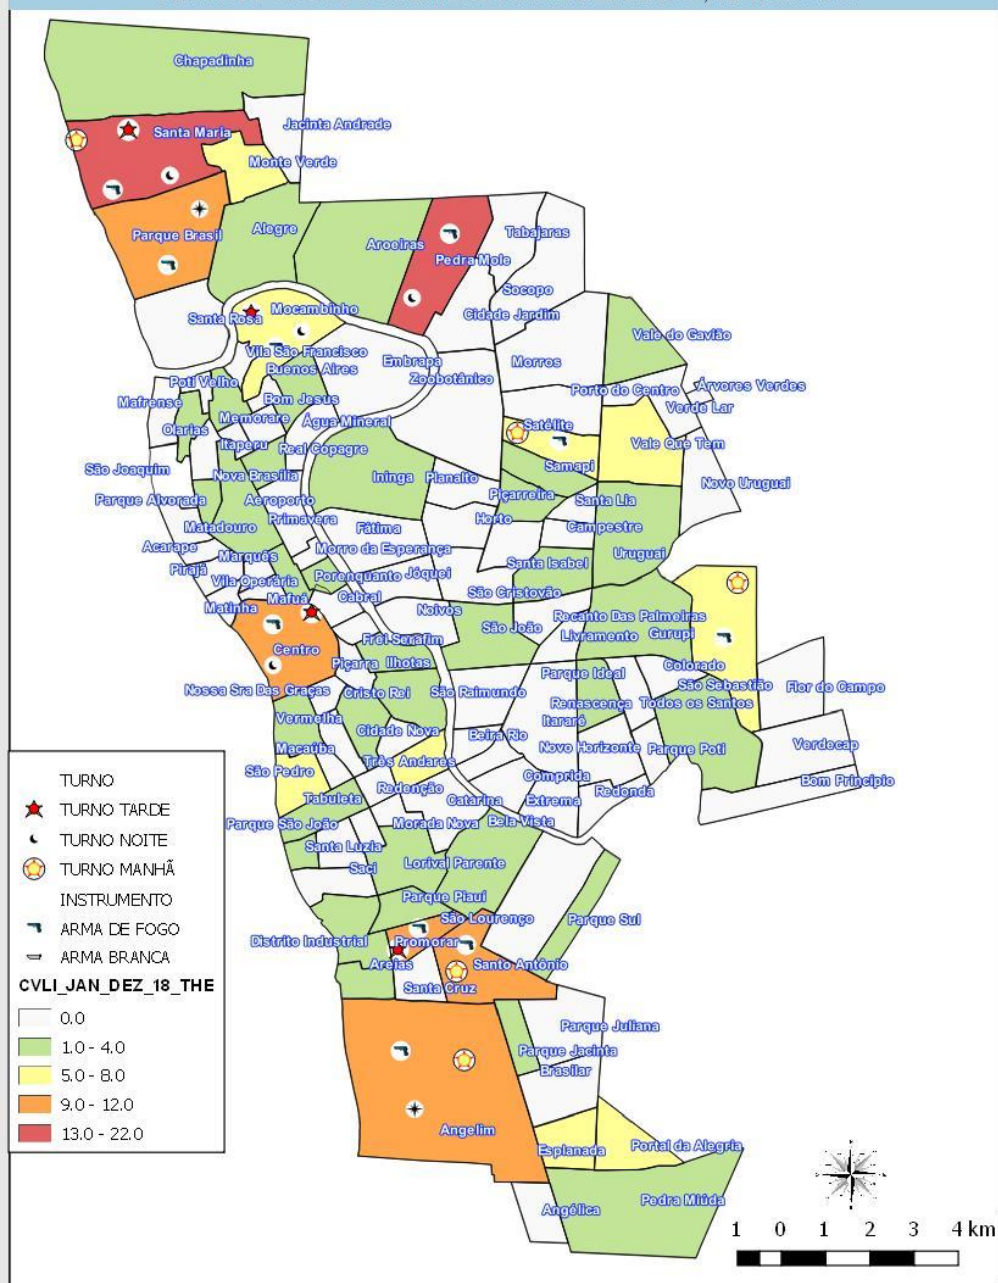 Chapadinha
Jacinta Andrade
Santa Maria
Monte Verde
Parque Brasil
Alegre
Aroeiras
Pedra Mole
Tabajaras
Socopo
Santa Rosa
Mocambinho
Cidade Jardim
Vale do Gavião
Vila São Francisco
Buenos Aires
Embrapa
Zoobotânico
Morros
Poti Velho
Porto do Centro
Árvores Verdes
Mafrense
Bom Jesus
Verde Lar
Olarias
Memorare
Água Mineral
Satélite
Itaperu
Real Copagre
Vale Que Tem
São Joaquim
Nova Brasília
Ininga
Planalto
Samapi
Novo Uruguai
Parque Alvorada
Aeroporto
Piçarreira
Santa Lia
Matadouro
Primavera
Fátima
Horto
Campestre
Acarape
Marquês
Morro da Esperança
Uruguai
Pirajá
Vila Operária
Porenquanto
Jóquei
Santa Isabel
Matinha
Mafuá
Cabral
São Cristovão
Noivos
Recanto Das Palmeiras
Centro
Frei Serafim
São João
Livramento
Gurupi
Piçarra
Ilhotas
Parque Ideal
Colorado
Nossa Sra Das Graças
Cristo Rei
São Raimundo
São Sebastião
Flor do Campo
Vermelha
Cidade Nova
Renascença
Todos os Santos
Itararé
Macaúba
Beira Rio
Novo Horizonte
Parque Poti
Verdecap
São Pedro
Três Andares
Comprida
Bom Princípio
Tabuleta
Redenção
Catarina
Extrema
Redonda
Parque São João
Morada Nova
Bela Vista
Santa Luzia
Saci
Lorival Parente
Parque Piauí
São Lourenço
Parque Sul
Distrito Industrial
Promorar
Areias
Santo Antônio
Santa Cruz
Parque Juliana
Parque Jacinta
Brasilar
Angelim
Esplanada
Portal da Alegria
Angélica
Pedra Miúda
TURNO
TURNO TARDE
TURNO NOITE
TURNO MANHÃ
INSTRUMENTO
ARMA DE FOGO
ARMA BRANCA
CVLI_JAN_DEZ_18_THE
0.0
1.0 - 4.0
5.0 - 8.0
9.0 - 12.0
13.0 - 22.0
1 0 1 2 3 4 km